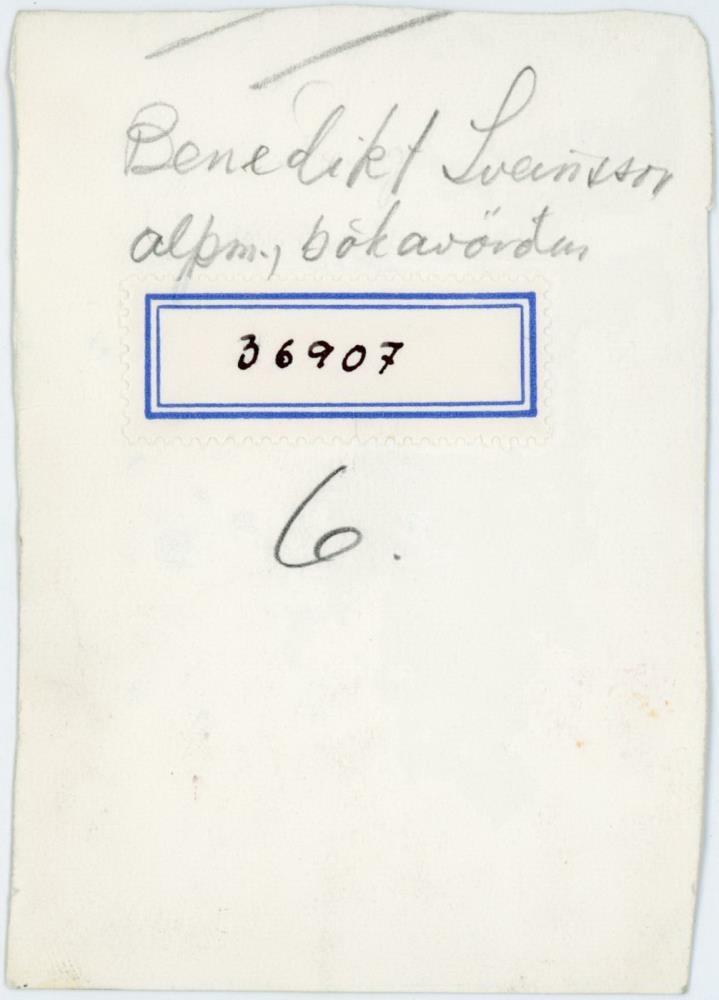 Benedikt Sveinsson
alþm., bókavörður
36907
6.